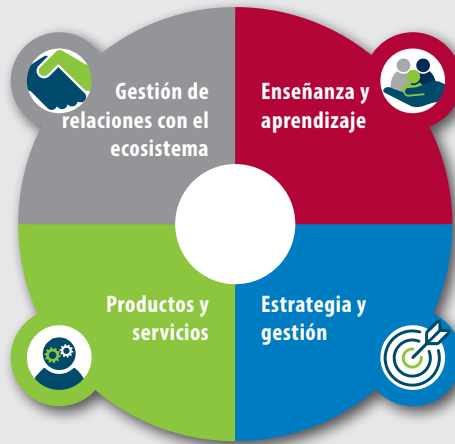 Gestión de
relaciones con el
ecosistema
Enseñanza y
aprendizaje
Productos y
servicios
Estrategia y
gestión